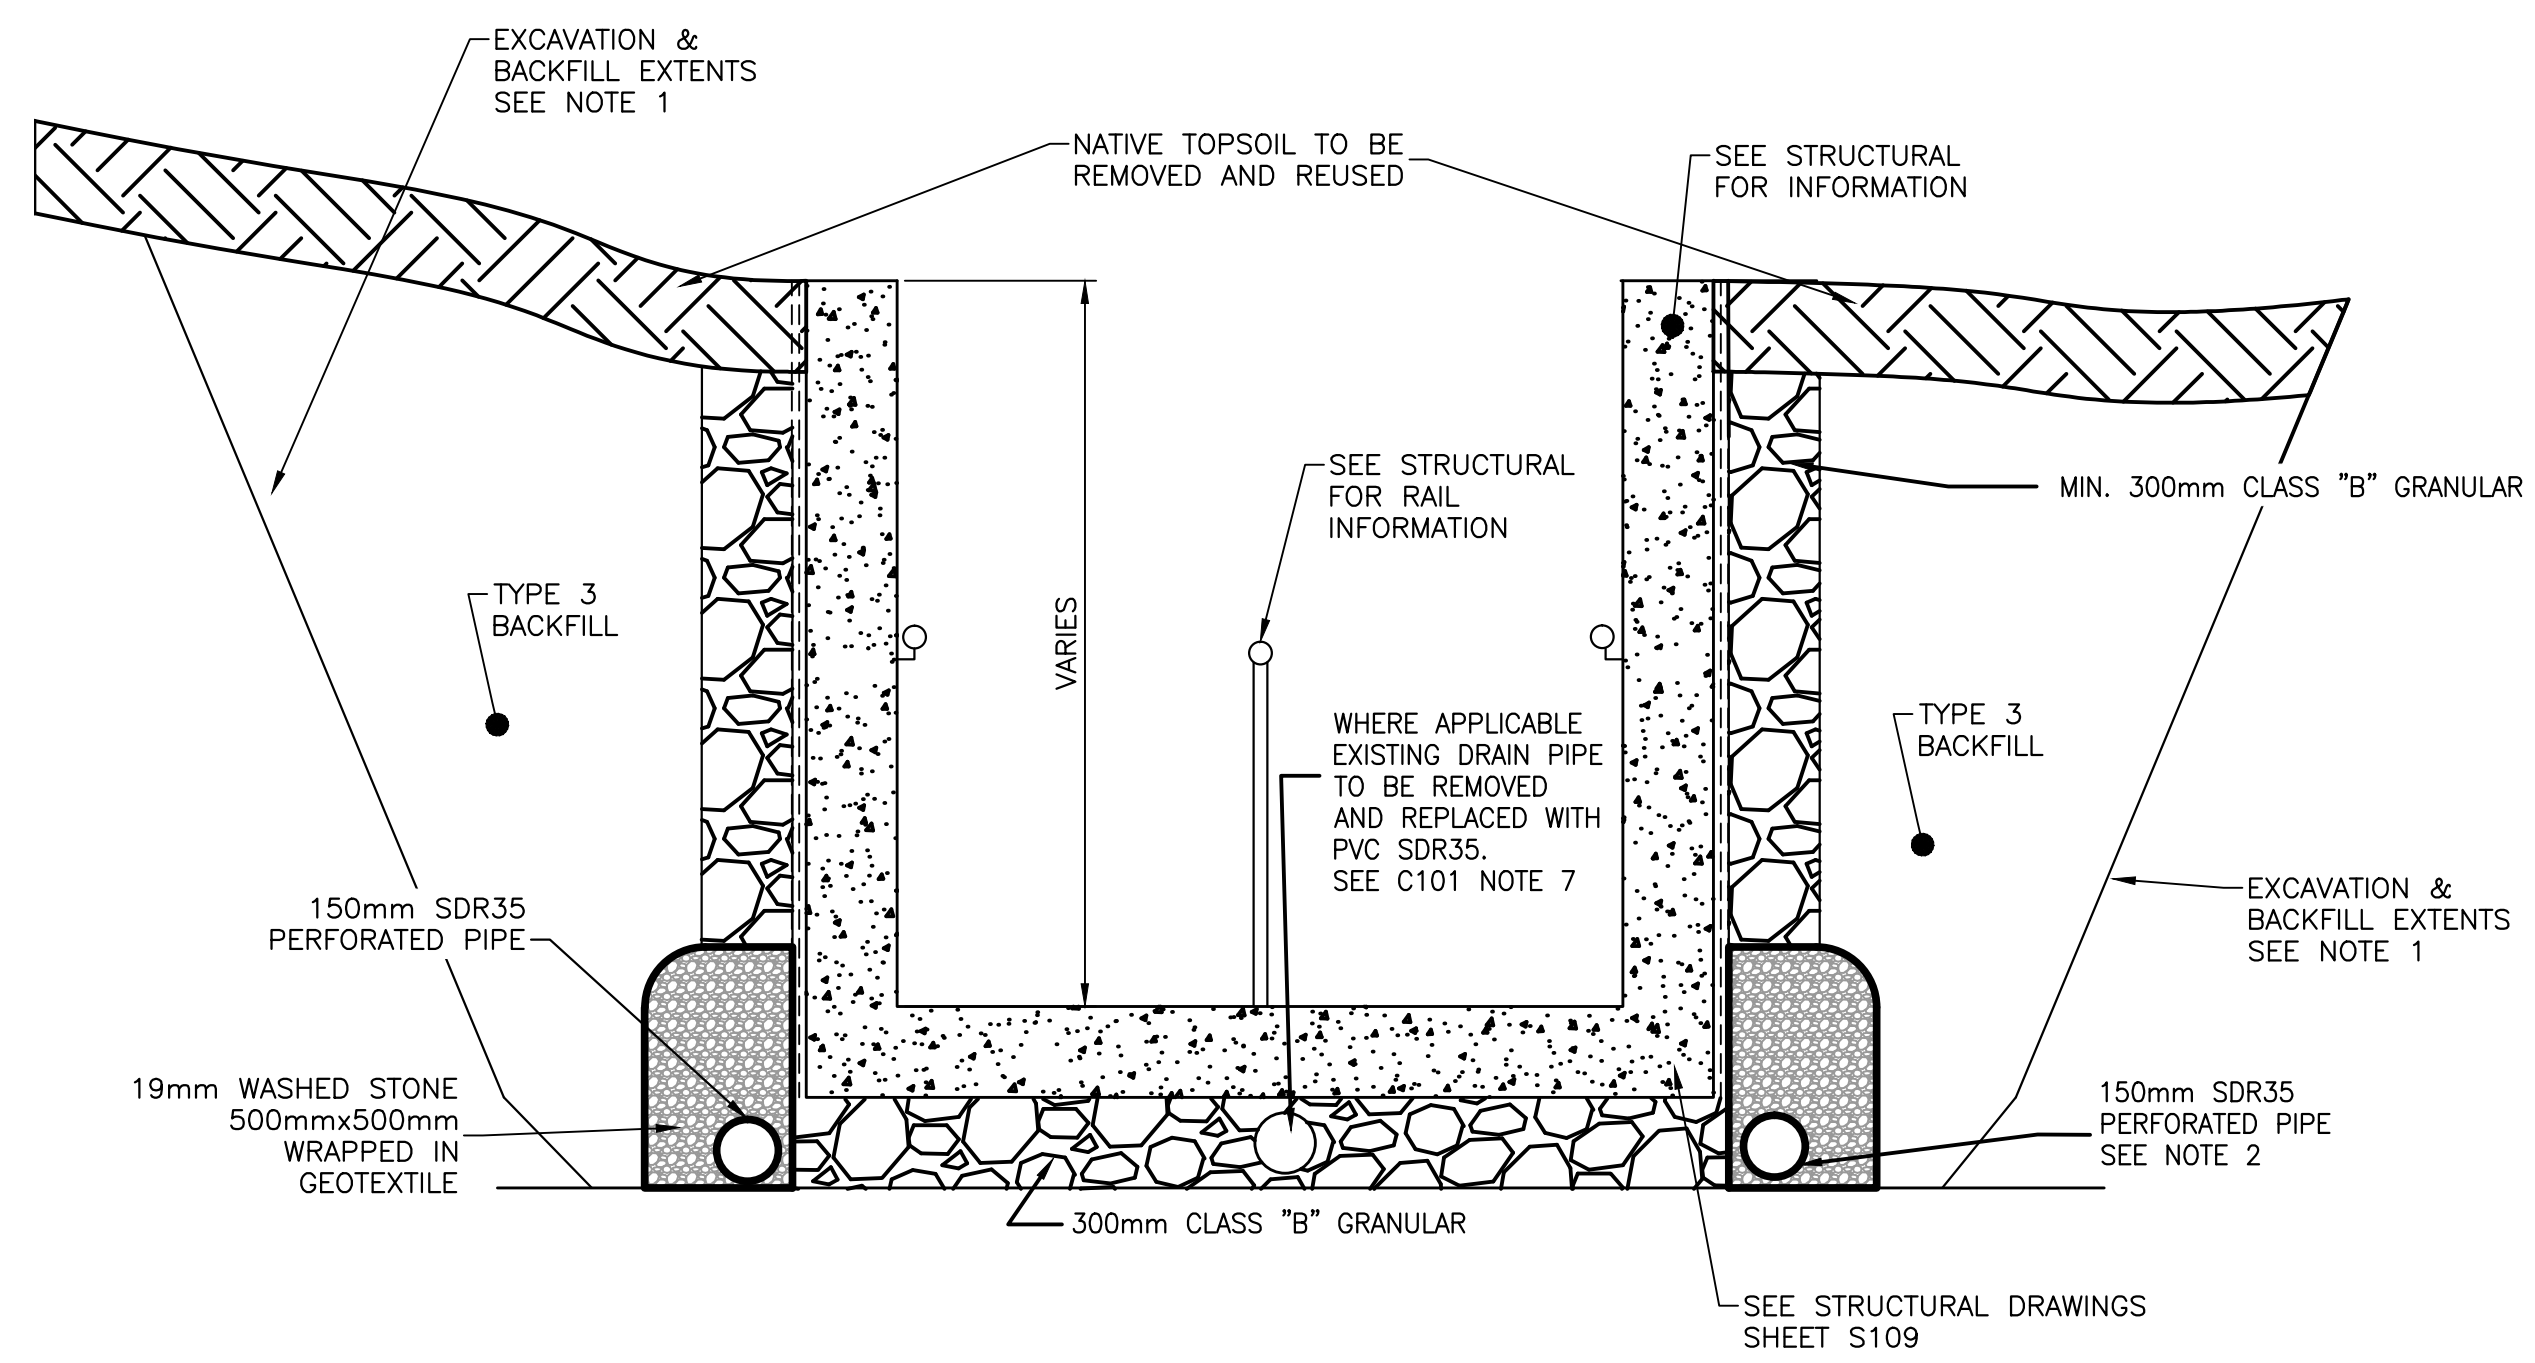 EXCAVATION &
BACKFILL EXTENTS
SEE NOTE 1
NATIVE TOPSOIL TO BE
REMOVED AND REUSED
SEE STRUCTURAL
FOR INFORMATION
SEE STRUCTURAL
FOR RAIL
INFORMATION
MIN. 300mm CLASS "B" GRANULAR
TYPE 3
BACKFILL
VARIES
WHERE APPLICABLE
EXISTING DRAIN PIPE
TO BE REMOVED
AND REPLACED WITH
PVC SDR35.
SEE C101 NOTE 7
TYPE 3
BACKFILL
150mm SDR35
PERFORATED PIPE
EXCAVATION &
BACKFILL EXTENTS
SEE NOTE 1
19mm WASHED STONE
500mmx500mm
WRAPPED IN
GEOTEXTILE
150mm SDR35
PERFORATED PIPE
SEE NOTE 2
300mm CLASS "B" GRANULAR
SEE STRUCTURAL DRAWINGS
SHEET S109